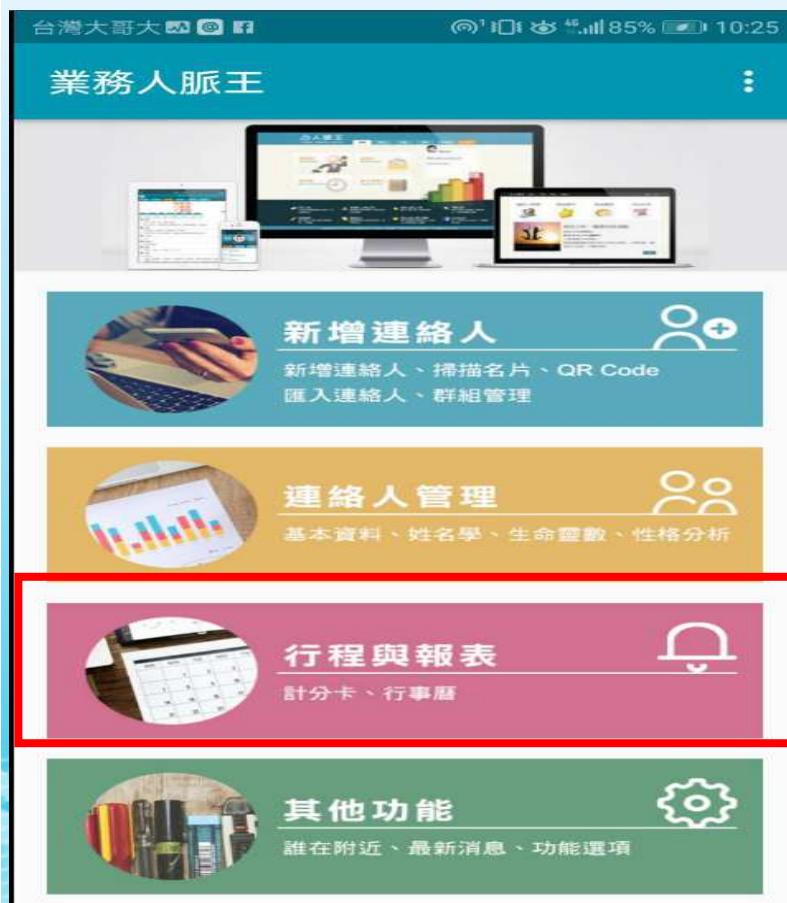 台灣大哥大 85% 10:25
業務人脈王
新增連絡人
新增連絡人、掃描名片、QR Code
匯入連絡人、群組管理
連絡人管理
基本資料、姓名學、生命靈數、性格分析
行程與報表
計分卡、行事曆
其他功能
誰在附近、最新消息、功能選項